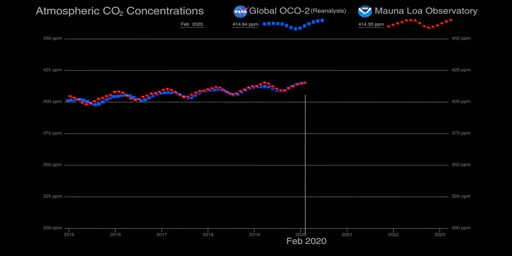 Atmospheric CO₂ Concentrations
Feb 2020
NASA
Global OCO-2 (Reanalysis)
414.64 ppm
Mauna Loa Observatory
414.33 ppm
450 ppm 450 ppm
425 ppm 425 ppm
400 ppm 400 ppm
375 ppm 375 ppm
350 ppm 350 ppm
325 ppm 325 ppm
300 ppm 300 ppm
2015 2016 2017 2018 2019 2020 2021 2022 2023
Feb 2020